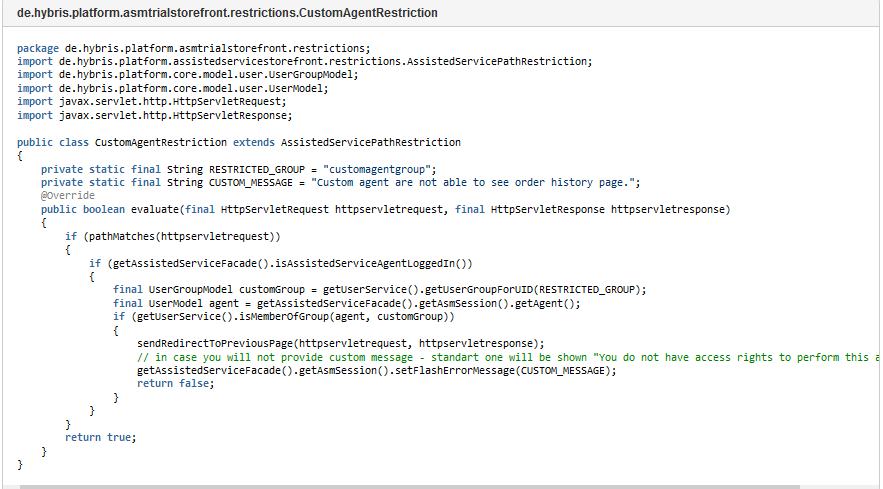 de.hybris.platform.asmtrialstorefront.restrictions.CustomAgentRestriction
package de.hybris.platform.asmtrialstorefront.restrictions;
import de.hybris.platform.assistedservicestorefront.restrictions.AssistedServicePathRestriction;
import de.hybris.platform.core.model.user.UserGroupModel;
import de.hybris.platform.core.model.user.UserModel;
import javax.servlet.http.HttpServletRequest;
import javax.servlet.http.HttpServletResponse;
public class CustomAgentRestriction extends AssistedServicePathRestriction
{
private static final String RESTRICTED_GROUP = "customagentgroup";
private static final String CUSTOM_MESSAGE = "Custom agent are not able to see order history page.";
@Override
public boolean evaluate(final HttpServletRequest httpservletrequest, final HttpServletResponse httpservletresponse)
{
if (pathMatches(httpservletrequest))
{
if (getAssistedServiceFacade().isAssistedServiceAgentLoggedIn())
{
final UserGroupModel customGroup = getUserService().getUserGroupForUID(RESTRICTED_GROUP);
final UserModel agent = getAssistedServiceFacade().getAsmSession().getAgent();
if (getUserService().isMemberOfGroup(agent, customGroup))
{
sendRedirectToPreviousPage(httpservletrequest, httpservletresponse);
// in case you will not provide custom message - standart one will be shown "You do not have access rights to perform this a
getAssistedServiceFacade().getAsmSession().setFlashErrorMessage(CUSTOM_MESSAGE);
return false;
}
}
}
return true;
}
}